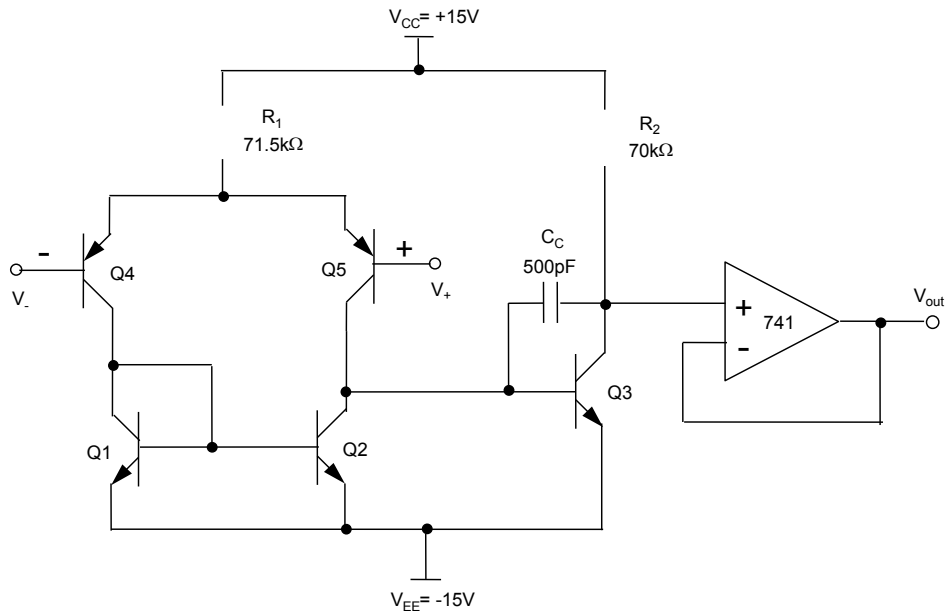 V_CC= +15V
R_1
71.5kΩ
R_2
70kΩ
-
Q4
V_-
Q5
+
V_+
C_C
500pF
+
741
-
V_out
Q1
Q2
Q3
V_EE= -15V